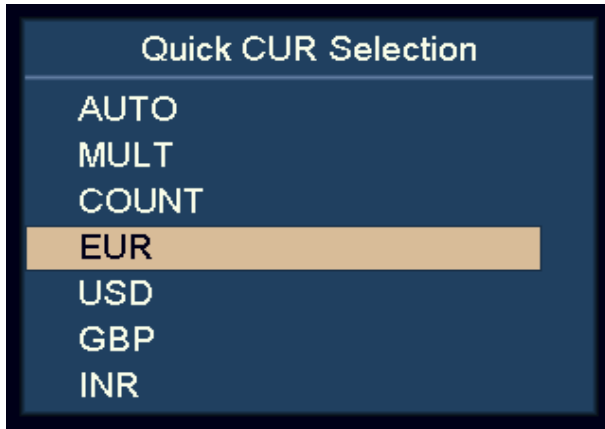 Quick CUR Selection
AUTO
MULT
COUNT
EUR
USD
GBP
INR